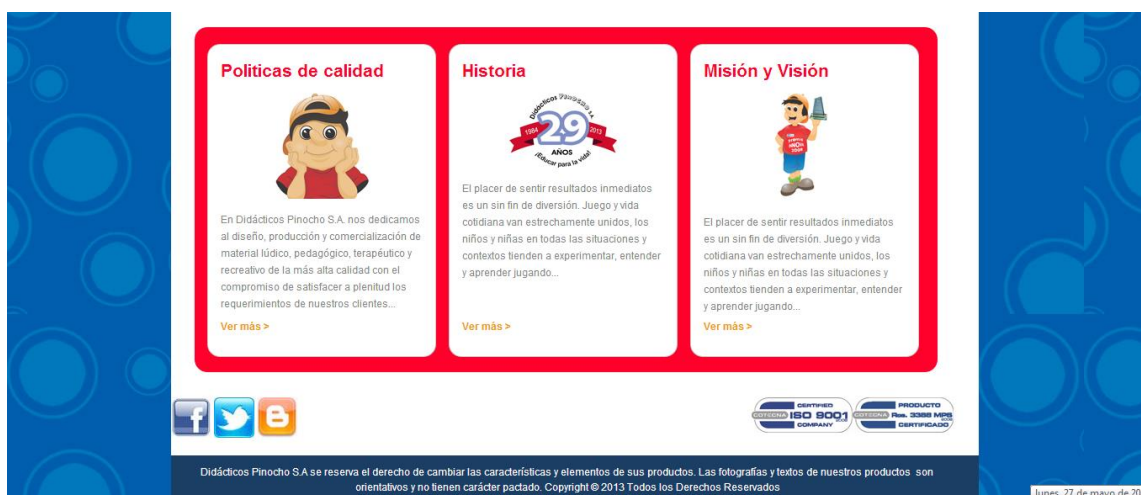 Politicas de calidad
En Didácticos Pinocho S.A. nos dedicamos
al diseño, producción y comercialización de
material lúdico, pedagógico, terapéutico y
recreativo de la más alta calidad con el
compromiso de satisfacer a plenitud los
requerimientos de nuestros clientes...
Ver más >
Historia
Didácticos Pinocho S.A.
1984
29
2013
AÑOS
¡Educar para la vida!
El placer de sentir resultados inmediatos
es un sin fin de diversión. Juego y vida
cotidiana van estrechamente unidos, los
niños y niñas en todas las situaciones y
contextos tienden a experimentar, entender
y aprender jugando...
Ver más >
Misión y Visión
El placer de sentir resultados inmediatos
es un sin fin de diversión. Juego y vida
cotidiana van estrechamente unidos, los
niños y niñas en todas las situaciones y
contextos tienden a experimentar, entender
y aprender jugando...
Ver más >
CERTIFIED
COTECNA ISO 9001
COMPANY
PRODUCTO
COTECNA Res. 3388 MPS
CERTIFICADO
Didácticos Pinocho S.A se reserva el derecho de cambiar las características y elementos de sus productos. Las fotografías y textos de nuestros productos son
orientativos y no tienen carácter pactado. Copyright © 2013 Todos los Derechos Reservados
lunes, 27 de mayo de 20